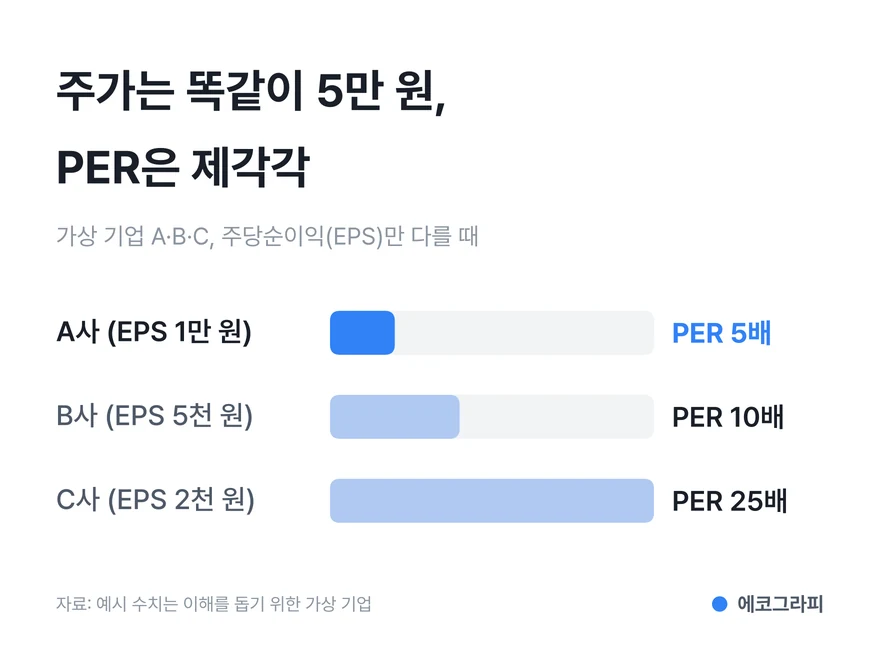 주가는 똑같이 5만 원,
PER은 제각각
가상 기업 A·B·C, 주당순이익(EPS)만 다를 때
A사 (EPS 1만 원)
PER 5배
B사 (EPS 5천 원)
PER 10배
C사 (EPS 2천 원)
PER 25배
자료: 예시 수치는 이해를 돕기 위한 가상 기업
에코그라피